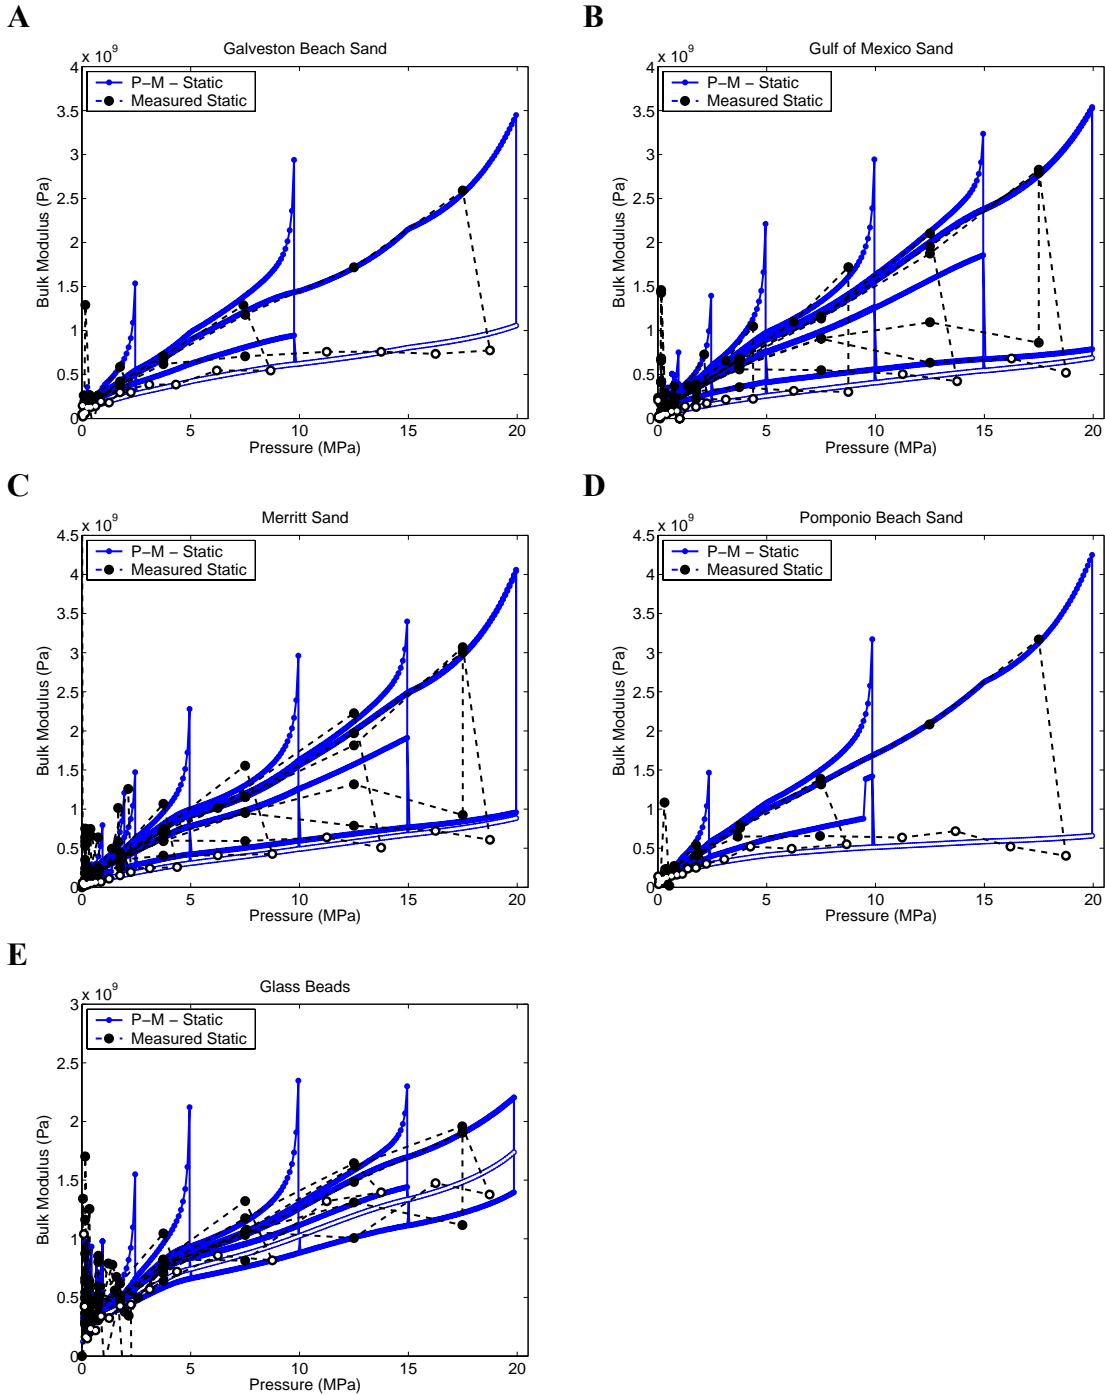 A
Galveston Beach Sand
x 10^9
P−M − Static
Measured Static
4
3.5
3
2.5
2
1.5
1
0.5
0
0 5 10 15 20
Bulk Modulus (Pa)
Pressure (MPa)
B
Gulf of Mexico Sand
x 10^9
P−M − Static
Measured Static
4
3.5
3
2.5
2
1.5
1
0.5
0
0 5 10 15 20
Bulk Modulus (Pa)
Pressure (MPa)
C
Merritt Sand
x 10^9
P−M − Static
Measured Static
4.5
4
3.5
3
2.5
2
1.5
1
0.5
0
0 5 10 15 20
Bulk Modulus (Pa)
Pressure (MPa)
D
Pomponio Beach Sand
x 10^9
P−M − Static
Measured Static
4.5
4
3.5
3
2.5
2
1.5
1
0.5
0
0 5 10 15 20
Bulk Modulus (Pa)
Pressure (MPa)
E
Glass Beads
x 10^9
P−M − Static
Measured Static
3
2.5
2
1.5
1
0.5
0
0 5 10 15 20
Bulk Modulus (Pa)
Pressure (MPa)